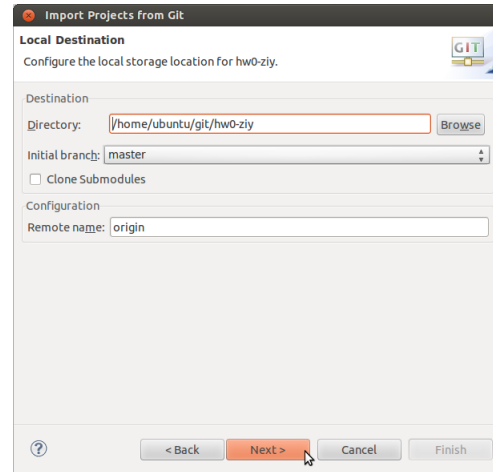 Import Projects from Git
Local Destination
Configure the local storage location for hw0-ziy.
GIT
Destination
Directory: /home/ubuntu/git/hw0-ziy Browse
Initial branch: master
Clone Submodules
Configuration
Remote name: origin
? < Back Next > Cancel Finish